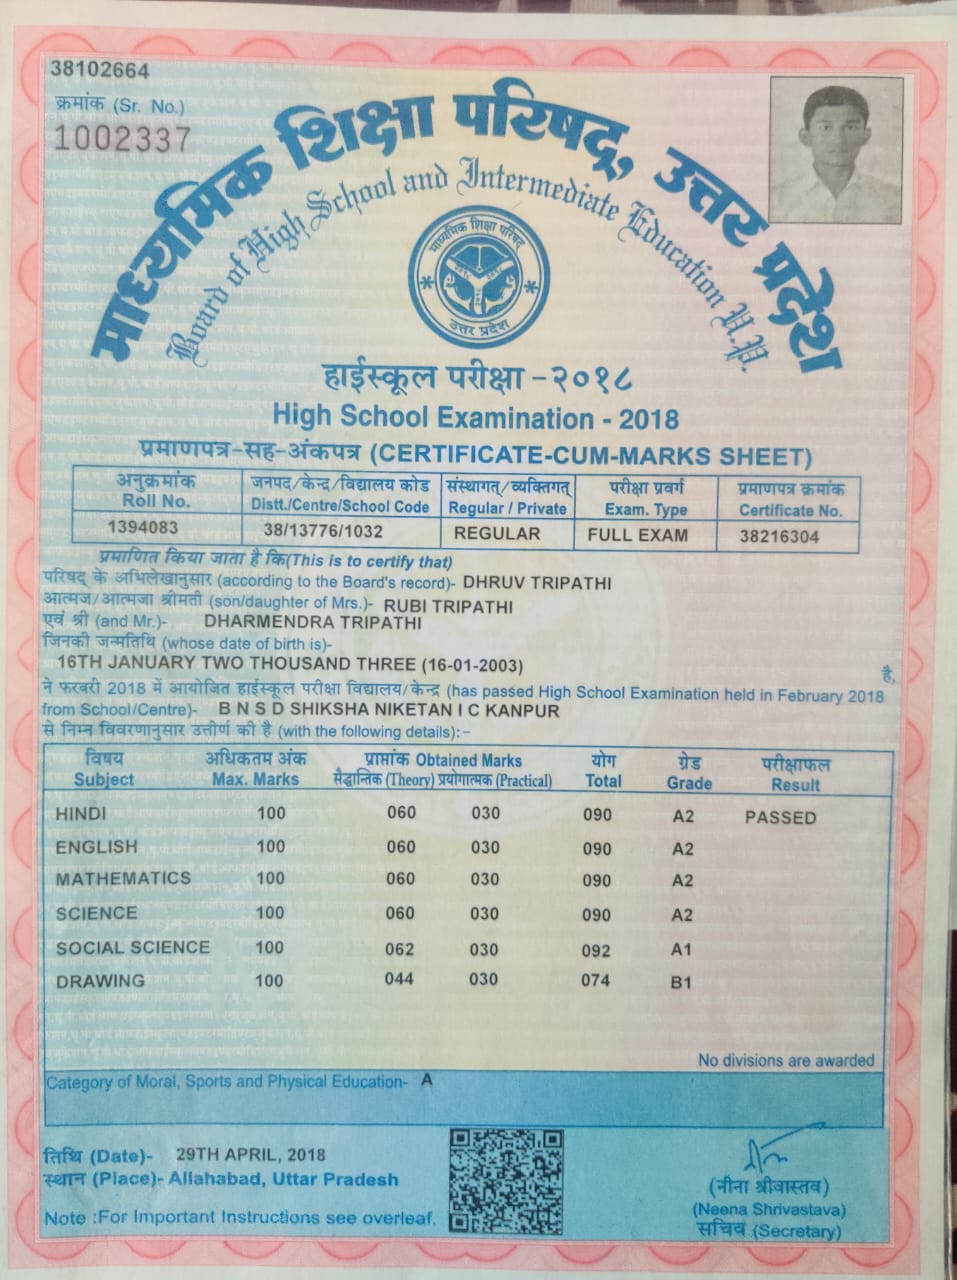 38102664
क्रमांक (Sr. No.)
1002337
माध्यमिक शिक्षा परिषद्, उत्तर प्रदेश
Board of High School and Intermediate Education U.P.
माध्यमिक शिक्षा परिषद
उत्तर प्रदेश
हाईस्कूल परीक्षा - २०१८
High School Examination - 2018
प्रमाणपत्र-सह-अंकपत्र (CERTIFICATE-CUM-MARKS SHEET)
अनुक्रमांक जनपद/केन्द्र/विद्यालय कोड संस्थागत्/व्यक्तिगत् परीक्षा प्रवर्ग प्रमाणपत्र क्रमांक
Roll No. Distt./Centre/School Code Regular / Private Exam. Type Certificate No.
1394083 38/13776/1032 REGULAR FULL EXAM 38216304
प्रमाणित किया जाता है कि(This is to certify that)
परिषद् के अभिलेखानुसार (according to the Board's record)- DHRUV TRIPATHI
आत्मज/आत्मजा श्रीमती (son/daughter of Mrs.)- RUBI TRIPATHI
एवं श्री (and Mr.)- DHARMENDRA TRIPATHI
जिनकी जन्मतिथि (whose date of birth is)-
16TH JANUARY TWO THOUSAND THREE (16-01-2003) है,
ने फरवरी 2018 में आयोजित हाईस्कूल परीक्षा विद्यालय/केन्द्र (has passed High School Examination held in February 2018
from School/Centre)- B N S D SHIKSHA NIKETAN I C KANPUR
से निम्न विवरणानुसार उत्तीर्ण की है (with the following details):-
विषय अधिकतम अंक प्राप्तांक Obtained Marks योग ग्रेड परीक्षाफल
Subject Max. Marks सैद्धान्तिक (Theory) प्रयोगात्मक (Practical) Total Grade Result
HINDI 100 060 030 090 A2 PASSED
ENGLISH 100 060 030 090 A2
MATHEMATICS 100 060 030 090 A2
SCIENCE 100 060 030 090 A2
SOCIAL SCIENCE 100 062 030 092 A1
DRAWING 100 044 030 074 B1
No divisions are awarded
Category of Moral, Sports and Physical Education- A
तिथि (Date)- 29TH APRIL, 2018
स्थान (Place)- Allahabad, Uttar Pradesh
Note :For Important Instructions see overleaf.
(नीना श्रीवास्तव)
(Neena Shrivastava)
सचिव (Secretary)